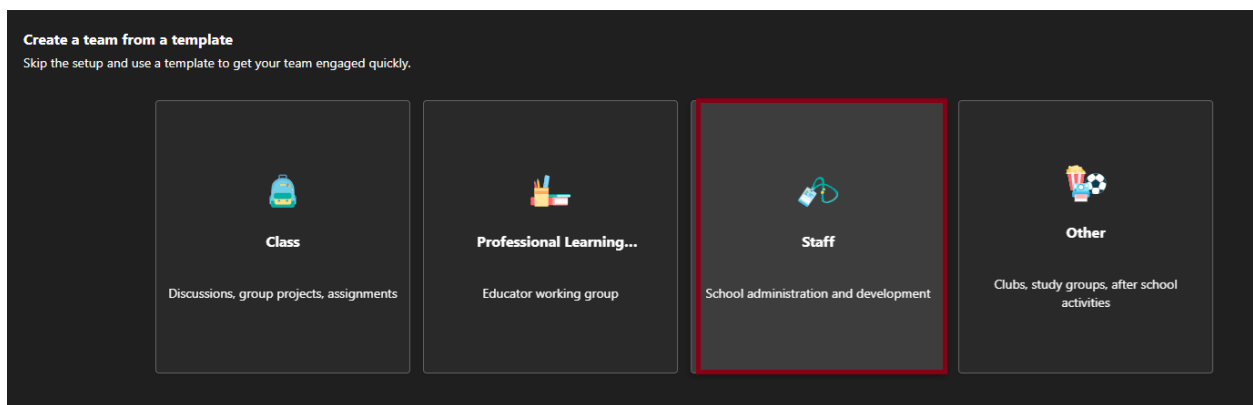 Create a team from a template
Skip the setup and use a template to get your team engaged quickly.
Class
Discussions, group projects, assignments
Professional Learning...
Educator working group
Staff
School administration and development
Other
Clubs, study groups, after school
activities